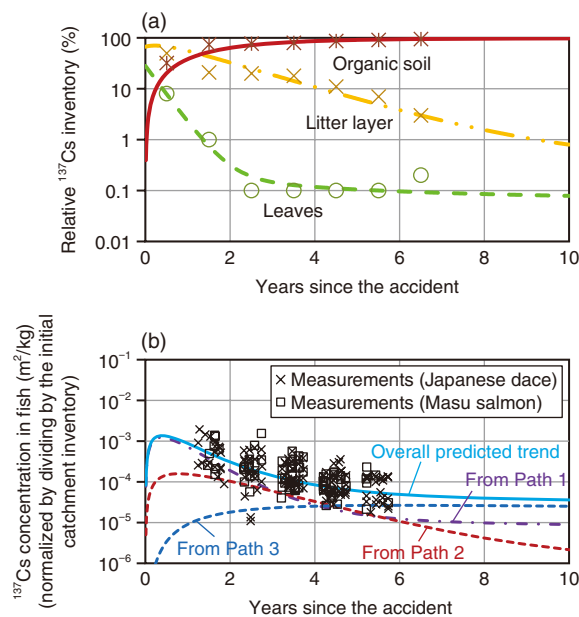 (a)
Relative ¹³⁷Cs inventory (%)
100
10
1
0.1
0.01
Organic soil
Litter layer
Leaves
0 2 4 6 8 10
Years since the accident
(b)
¹³⁷Cs concentration in fish (m²/kg)
(normalized by dividing by the initial
catchment inventory)
10⁻¹
10⁻²
10⁻³
10⁻⁴
10⁻⁵
10⁻⁶
Measurements (Japanese dace)
Measurements (Masu salmon)
Overall predicted trend
From Path 1
From Path 3
From Path 2
0 2 4 6 8 10
Years since the accident